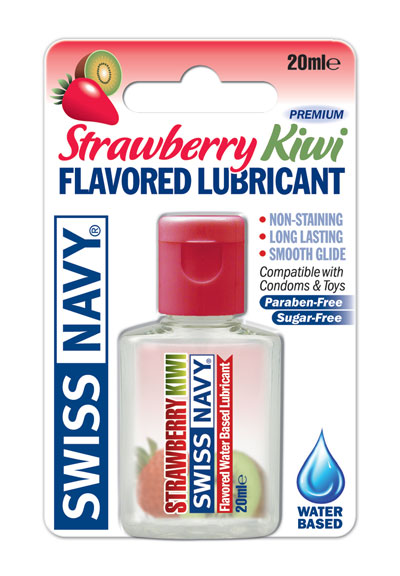 20ml℮
PREMIUM
Strawberry Kiwi
FLAVORED LUBRICANT
SWISS NAVY®
• NON-STAINING
• LONG LASTING
• SMOOTH GLIDE
Compatible with
Condoms & Toys
Paraben-Free
Sugar-Free
STRAWBERRY KIWI
SWISS NAVY®
Flavored Water Based Lubricant
20ml℮
WATER
BASED